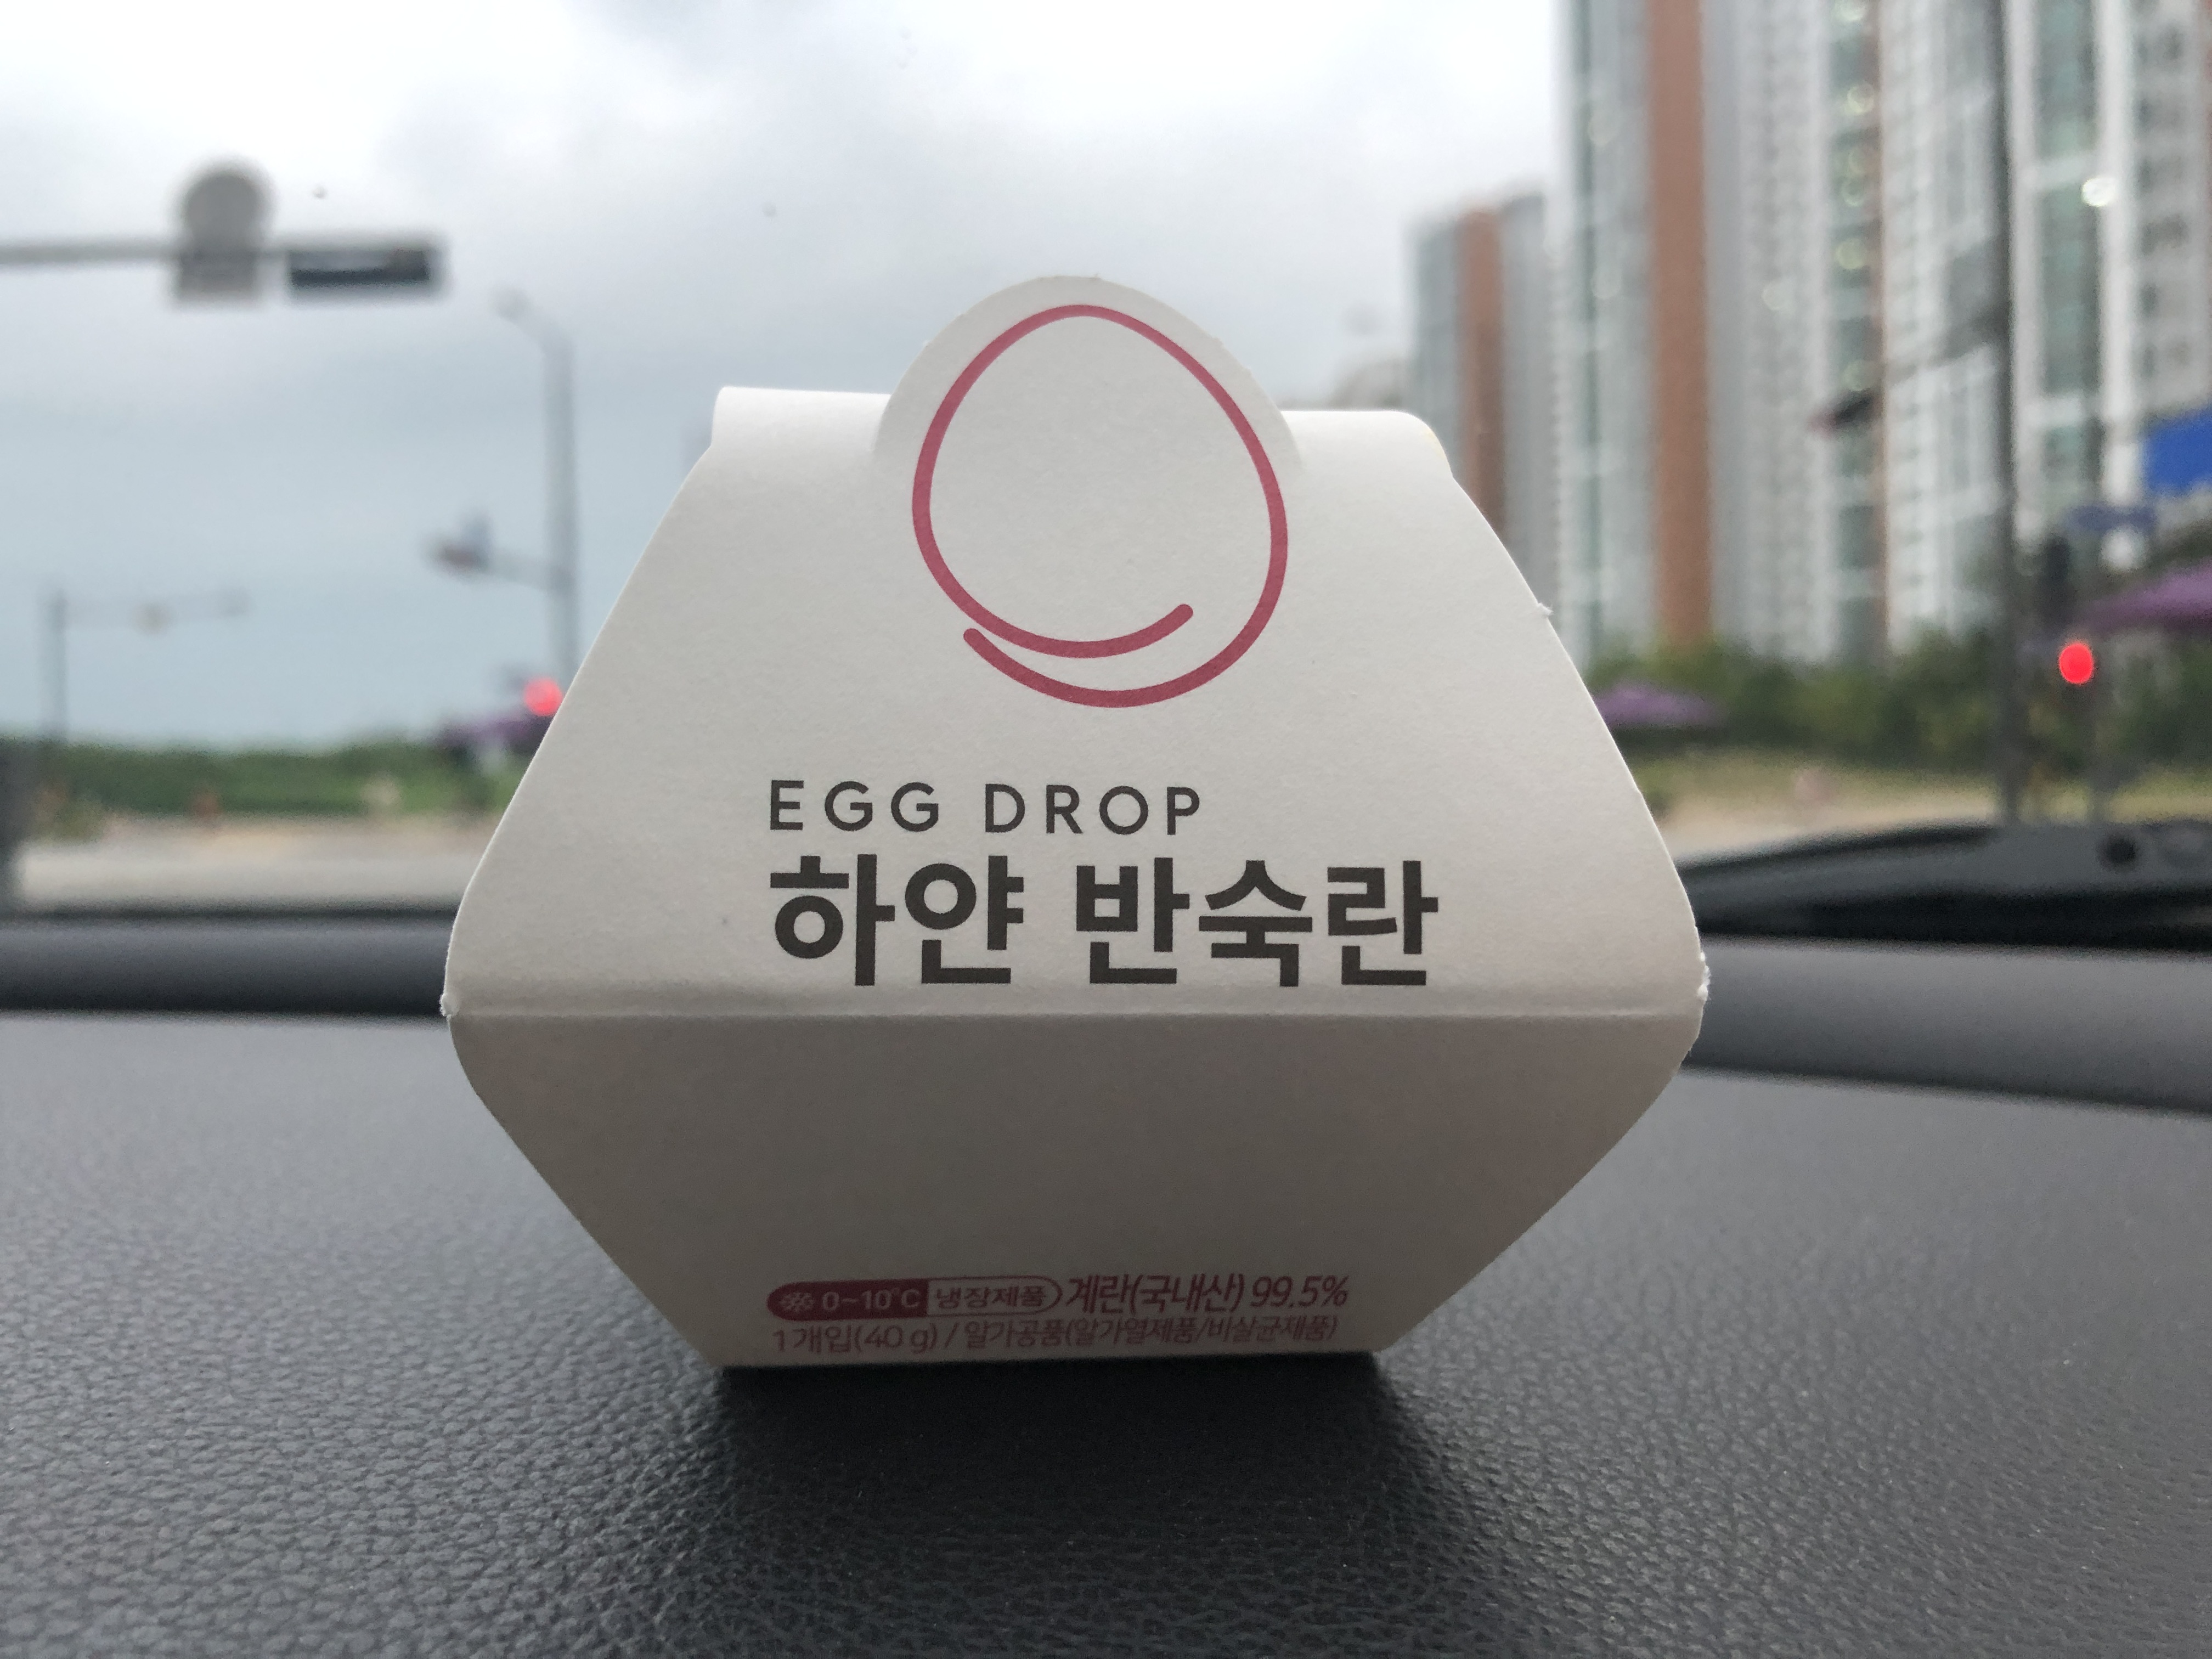 EGG DROP
하얀 반숙란
0~10℃ 냉장제품 계란(국내산) 99.5%
1개입(40 g) / 알가공품(알가열제품/비살균제품)